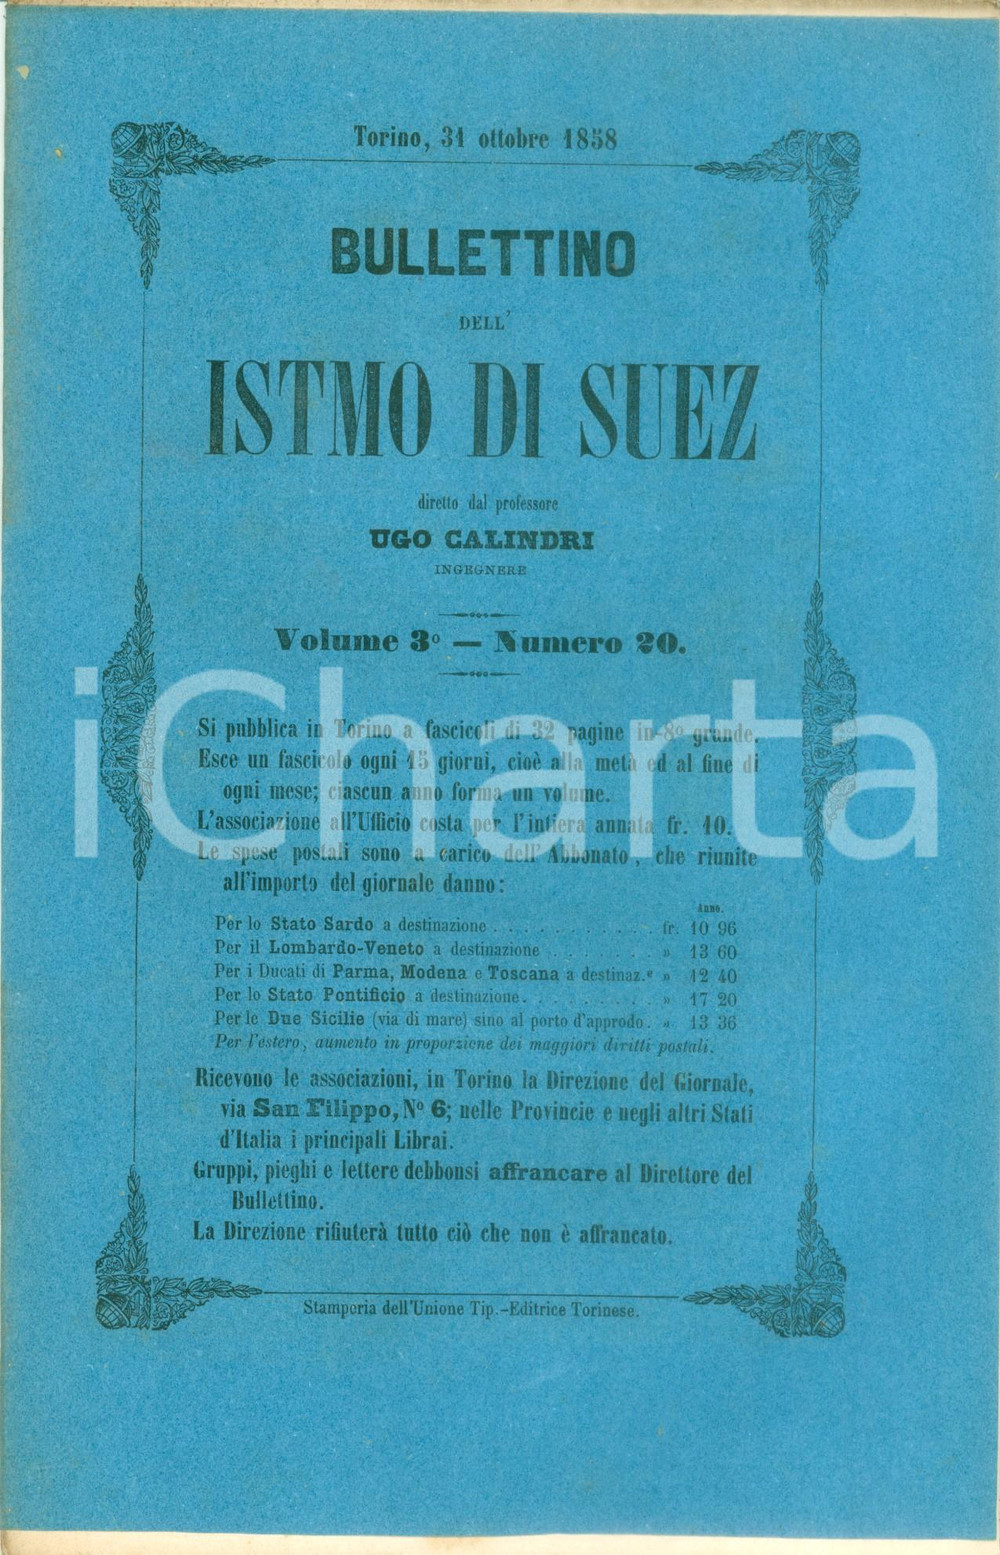 Torino, 31 ottobre 1858
BULLETTINO
DELL'
ISTMO DI SUEZ
diretto dal professore
UGO CALINDRI
INGEGNERE
Volume 3º — Numero 20.
iCharta
Si pubblica in Torino a fascicoli di 32 pagine in-8º grande.
Esce un fascicolo ogni 15 giorni, cioè alla metà ed al fine di
ogni mese; ciascun anno forma un volume.
L'associazione all'Ufficio costa per l'intiera annata fr. 10.
Le spese postali sono a carico dell'Abbonato, che riunite
all'importo del giornale danno:
Anno.
Per lo Stato Sardo a destinazione . . . . . . . . . . . fr. 10 96
Per il Lombardo-Veneto a destinazione . . . . . . . . » 13 60
Per i Ducati di Parma, Modena e Toscana a destinaz.e » 12 40
Per lo Stato Pontificio a destinazione. . . . . . . . . . » 17 20
Per le Due Sicilie (via di mare) sino al porto d'approdo. « 13 36
Per l'estero, aumento in proporzione dei maggiori diritti postali.
Ricevono le associazioni, in Torino la Direzione del Giornale,
via San Filippo, Nº 6; nelle Provincie e negli altri Stati
d'Italia i principali Librai.
Gruppi, pieghi e lettere debbonsi affrancare al Direttore del
Bullettino.
La Direzione rifiuterà tutto ciò che non è affrancato.
Stamperia dell'Unione Tip.-Editrice Torinese.